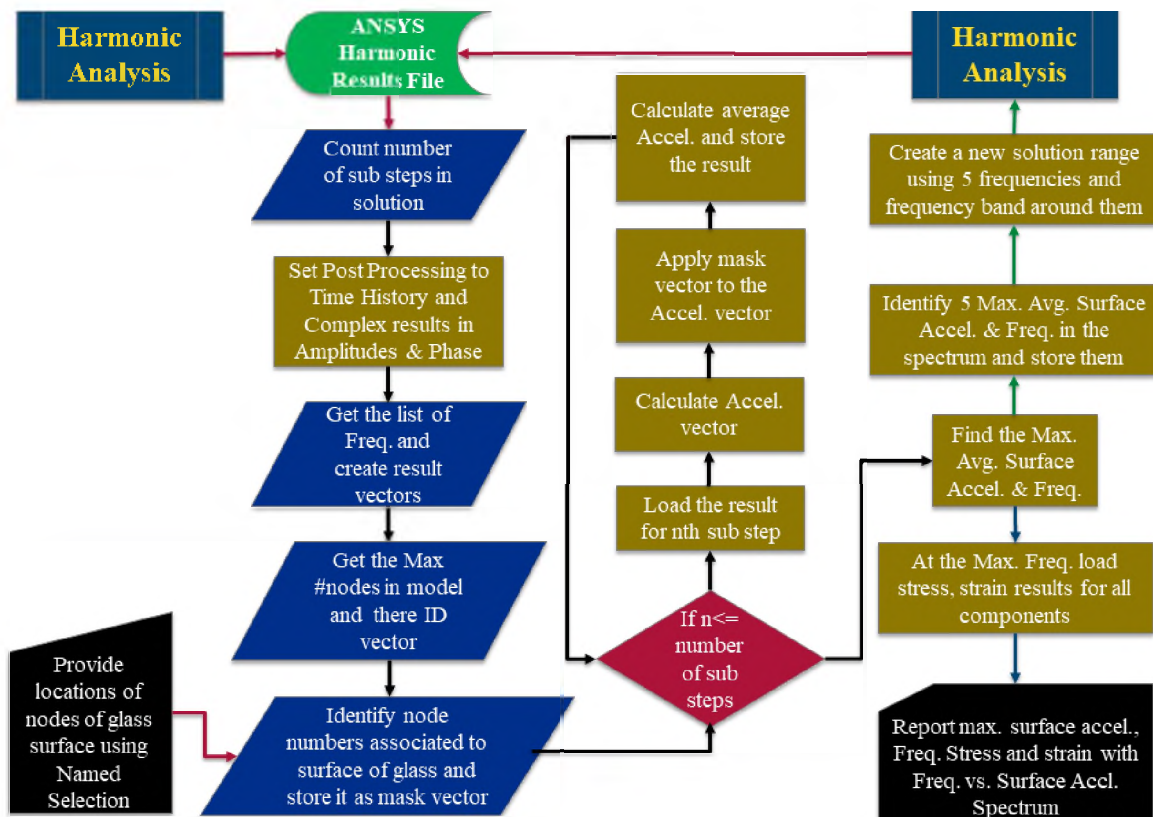 Harmonic
Analysis
ANSYS
Harmonic
Results File
Harmonic
Analysis
Count number
of sub steps in
solution
Set Post Processing to
Time History and
Complex results in
Amplitudes & Phase
Get the list of
Freq. and
create result
vectors
Get the Max
#nodes in model
and there ID
vector
Provide
locations of
nodes of glass
surface using
Named
Selection
Identify node
numbers associated to
surface of glass and
store it as mask vector
Calculate average
Accel. and store
the result
Apply mask
vector to the
Accel. vector
Calculate Accel.
vector
Load the result
for nth sub step
If n<=
number
of sub
steps
Create a new solution
range using 5 frequencies and
frequency band around them
Identify 5 Max. Avg. Surface
Accel. & Freq. in the
spectrum and store them
Find the Max.
Avg. Surface
Accel. & Freq.
At the Max. Freq. load
stress, strain results for all
components
Report max. surface accel.,
Freq. Stress and strain with
Freq. vs. Surface Accl.
Spectrum